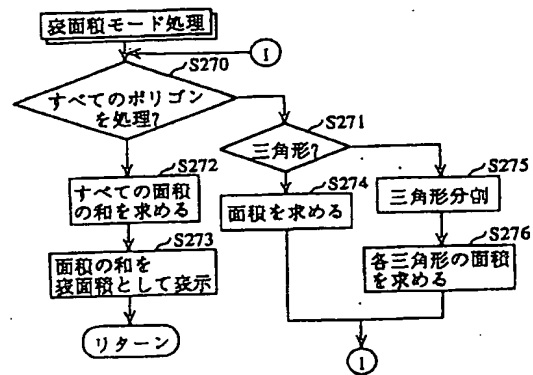 表面積モード処理
1
S270
すべてのポリゴン
を処理?
S271
三角形?
S272
すべての面積
の和を求める
S274
面積を求める
S275
三角形分割
S273
面積の和を
表面積として表示
S276
各三角形の面積
を求める
リターン
1